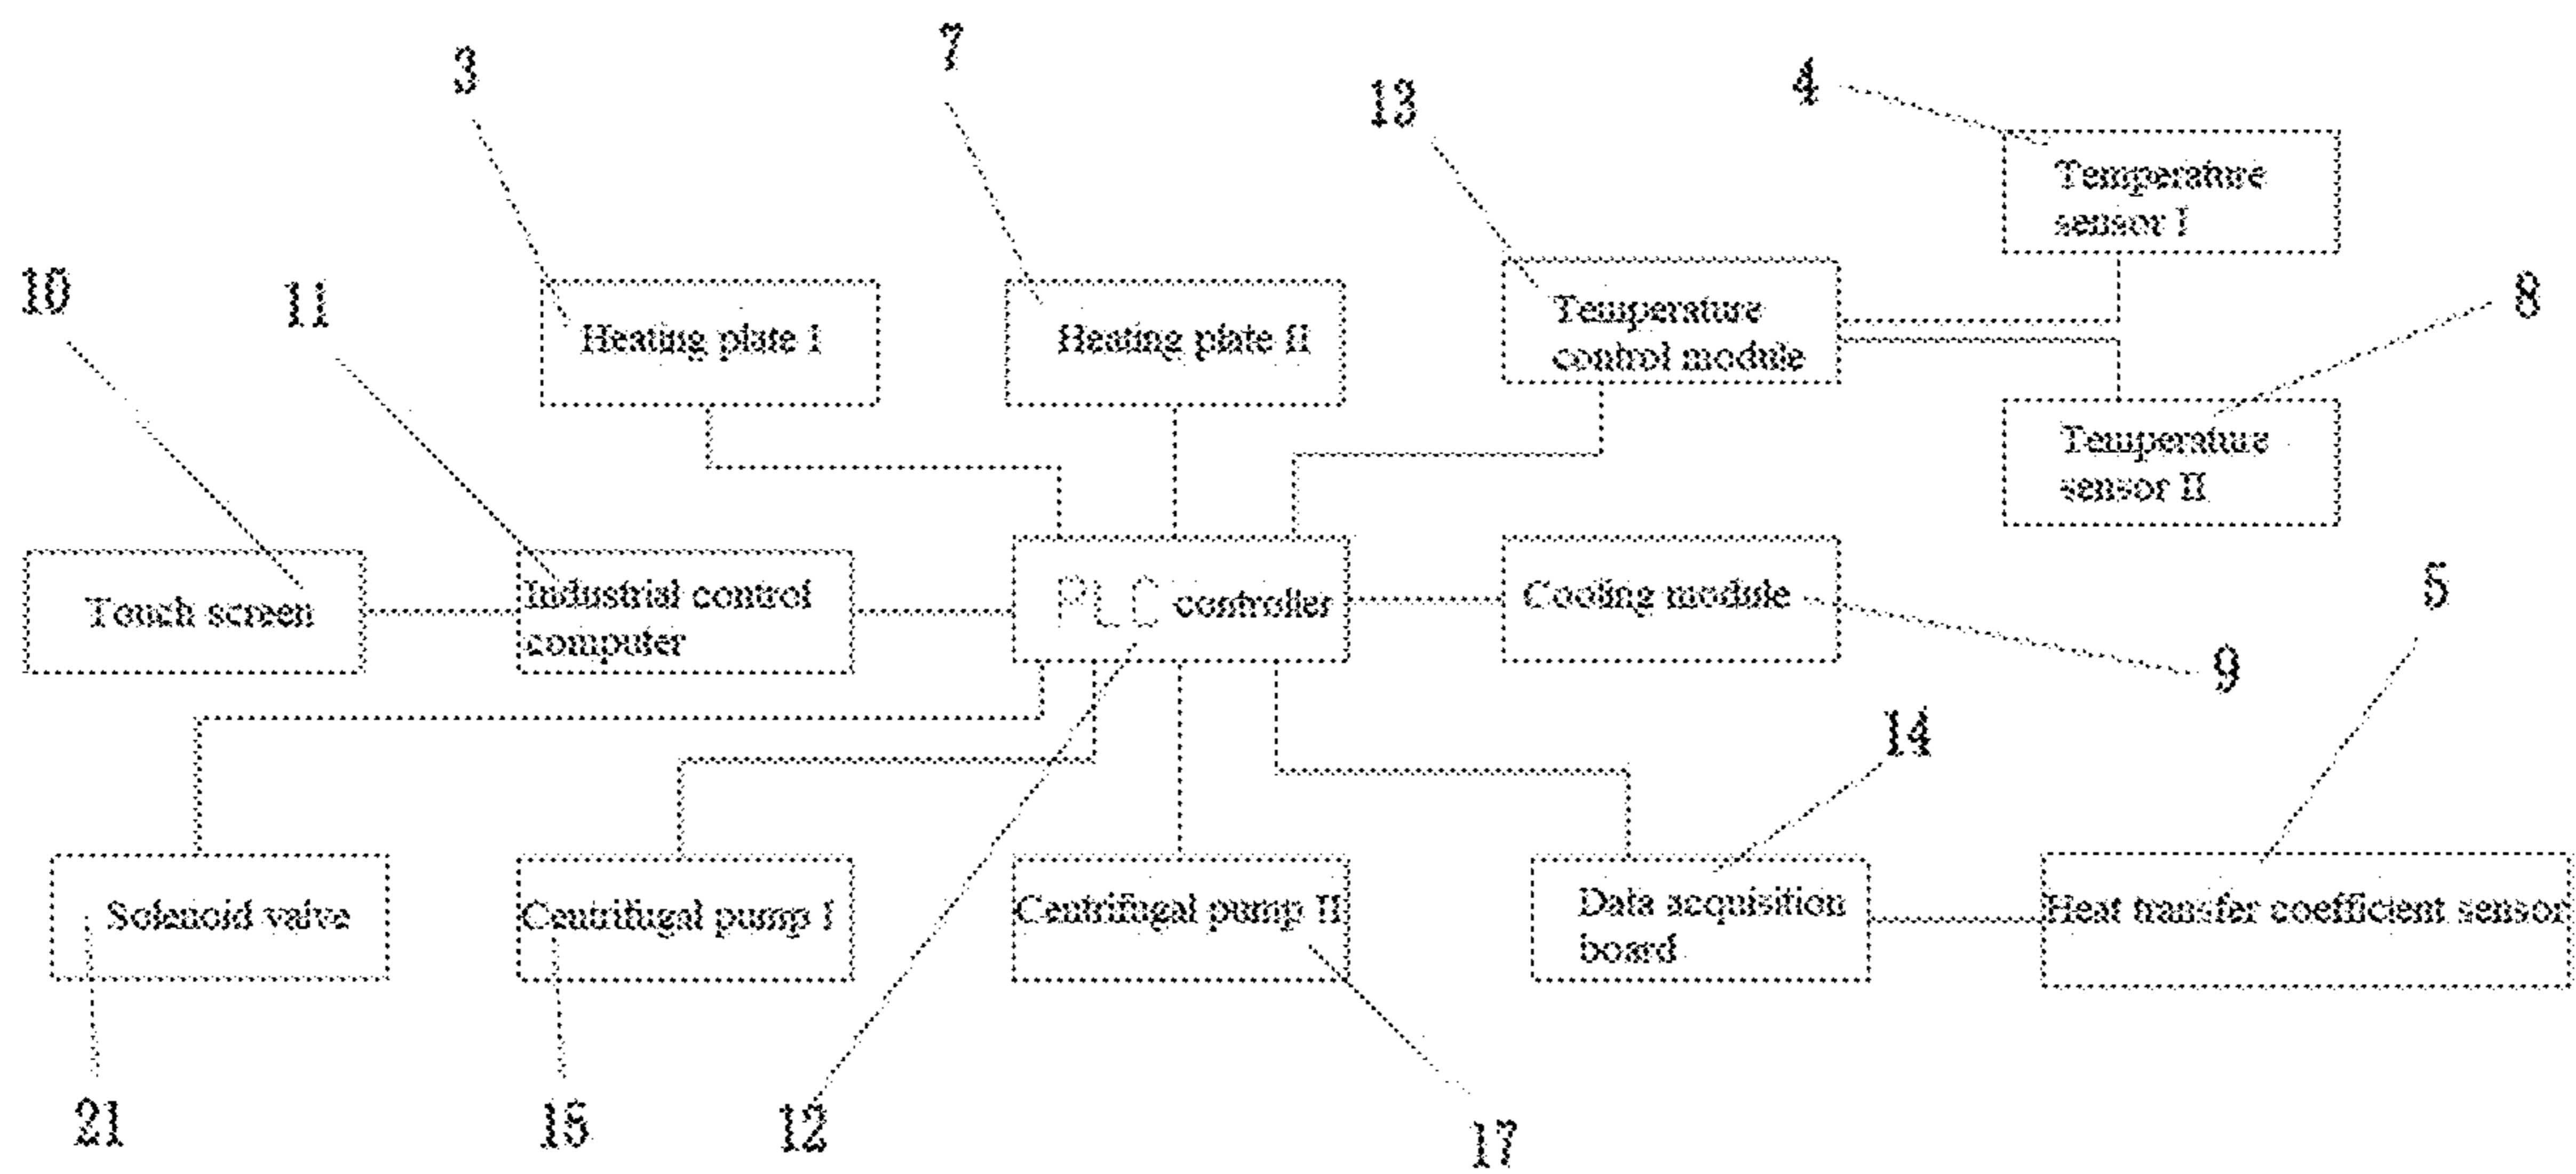 3
7
13
4
Temperature
sensor I
10
11
Heating plate I
Heating plate II
Temperature
control module
8
Temperature
sensor II
Touch screen
Industrial control
computer
PLC controller
Cooling module
5
9
14
Solenoid valve
Centrifugal pump I
Centrifugal pump II
Data acquisition
board
Heat transfer coefficient sensor
21
15
12
17